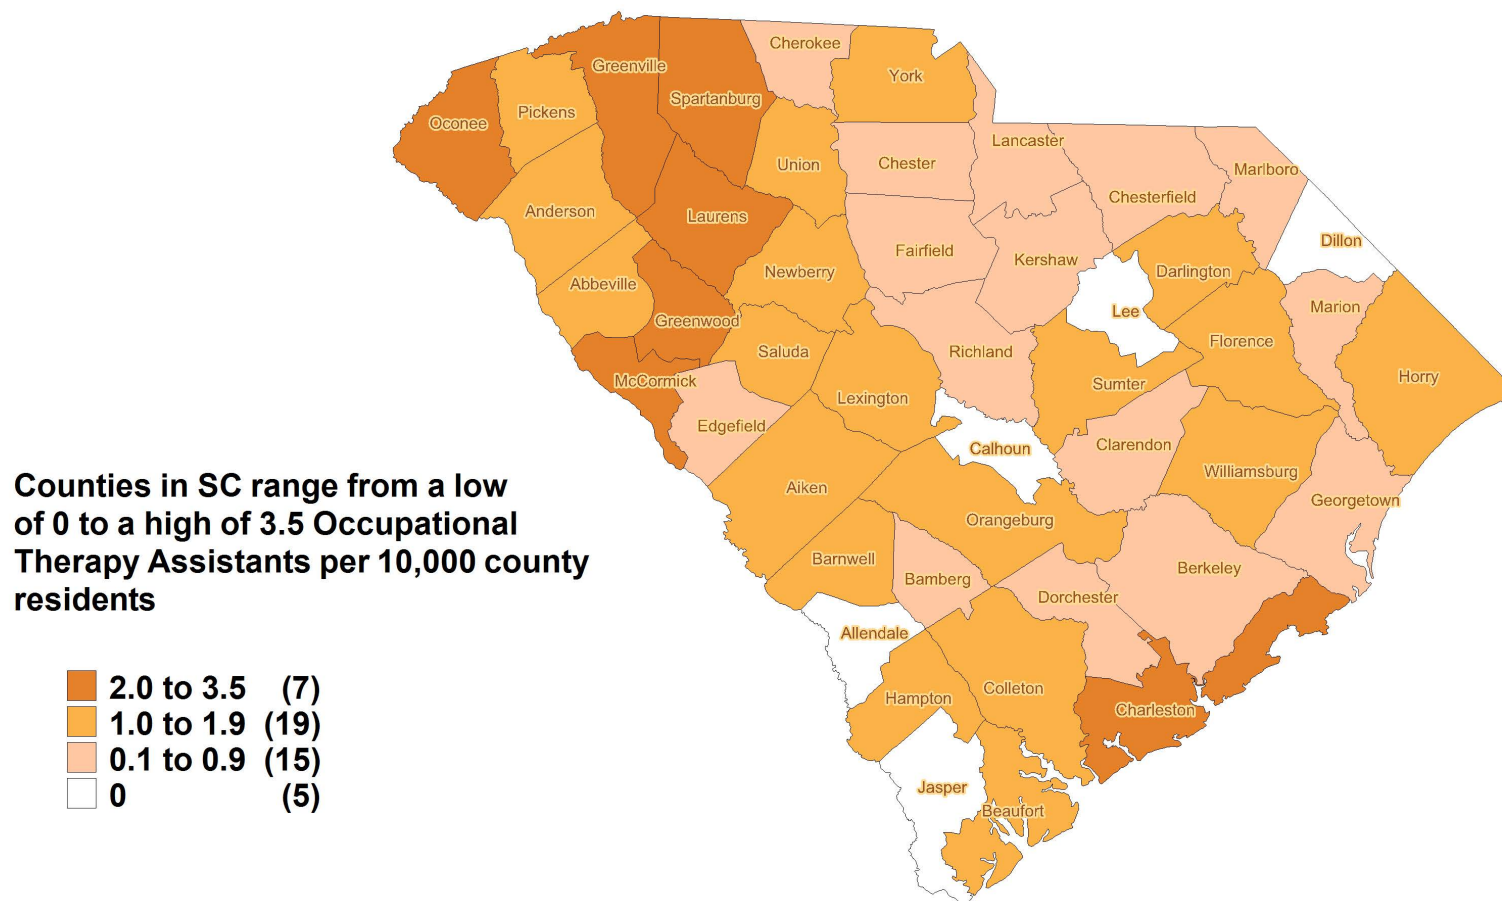 Cherokee
Greenville
York
Spartanburg
Pickens
Oconee
Lancaster
Union
Chester
Marlboro
Chesterfield
Anderson
Laurens
Dillon
Fairfield
Kershaw
Newberry
Darlington
Abbeville
Marion
Lee
Greenwood
Florence
Saluda
Richland
Horry
McCormick
Sumter
Lexington
Edgefield
Clarendon
Calhoun
Williamsburg
Aiken
Georgetown
Orangeburg
Barnwell
Berkeley
Bamberg
Dorchester
Allendale
Colleton
Hampton
Charleston
Jasper
Beaufort
Counties in SC range from a low
of 0 to a high of 3.5 Occupational
Therapy Assistants per 10,000 county
residents
2.0 to 3.5 (7)
1.0 to 1.9 (19)
0.1 to 0.9 (15)
0 (5)